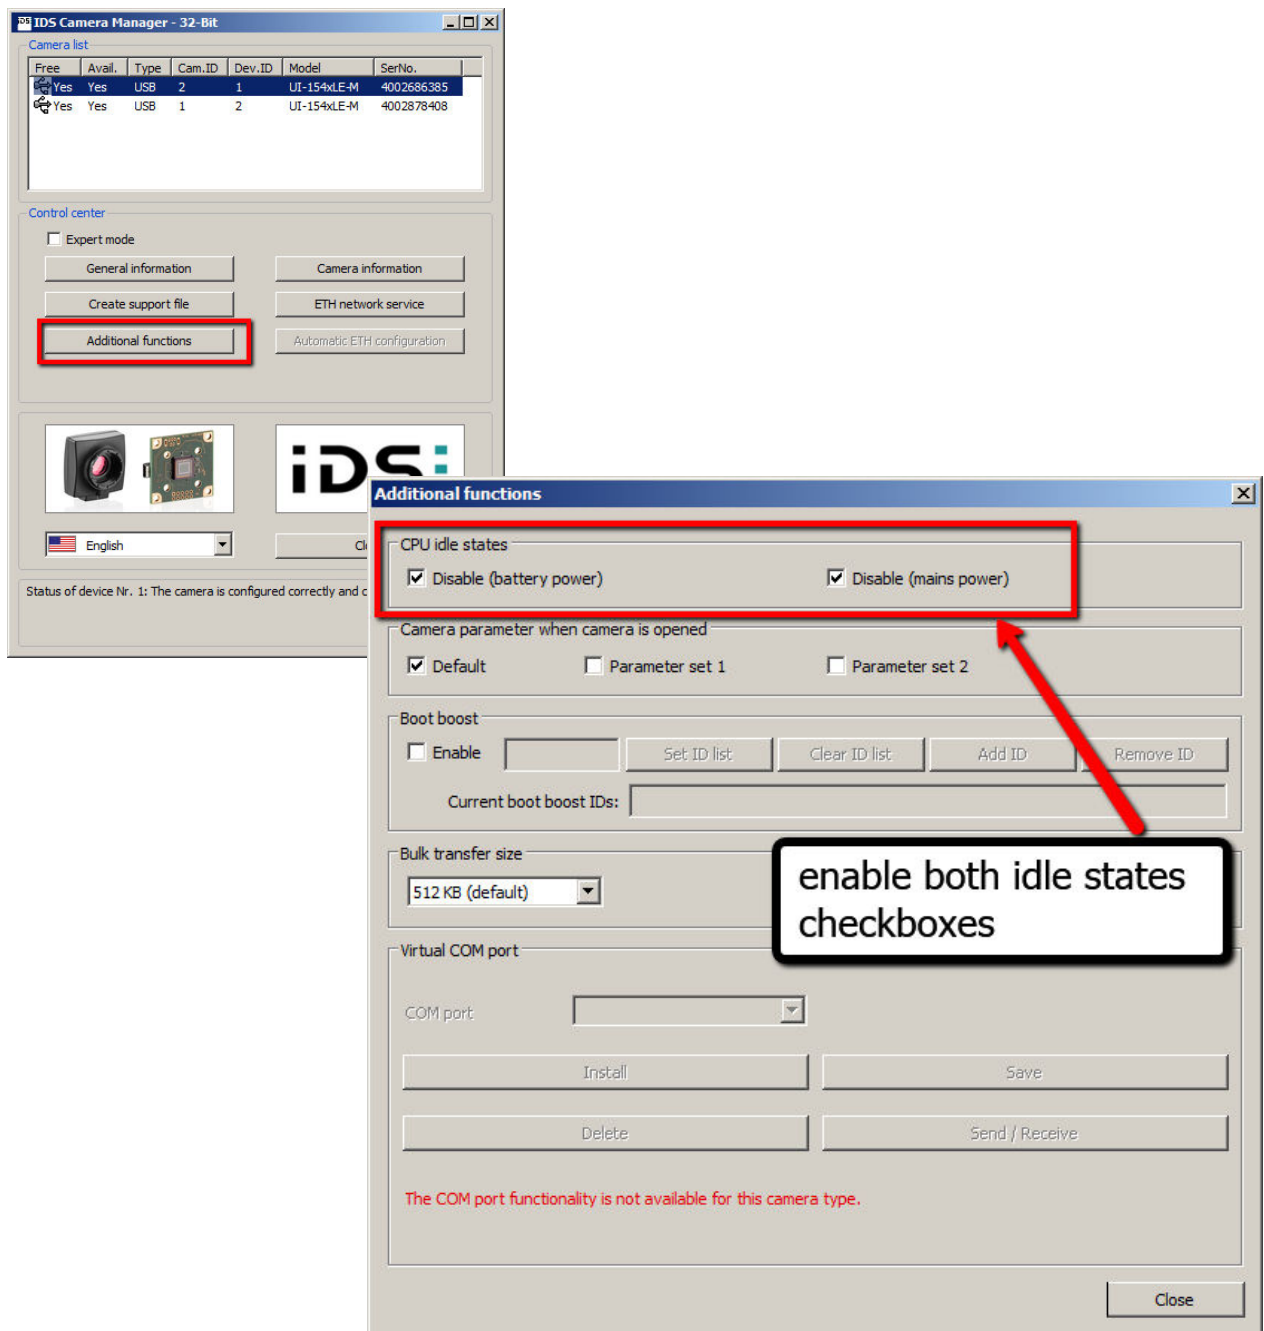 IDS Camera Manager - 32-Bit
Camera list
Free Avail. Type Cam.ID Dev.ID Model SerNo.
Yes Yes USB 2 1 UI-154xLE-M 4002686385
Yes Yes USB 1 2 UI-154xLE-M 4002878408
Control center
Expert mode
General information Camera information
Create support file ETH network service
Additional functions Automatic ETH configuration
iDS
English
Status of device Nr. 1: The camera is configured correctly and
Additional functions
CPU idle states
Disable (battery power) Disable (mains power)
Camera parameter when camera is opened
Default Parameter set 1 Parameter set 2
Boot boost
Enable Set ID list Clear ID list Add ID Remove ID
Current boot boost IDs:
Bulk transfer size
512 KB (default)
enable both idle states
checkboxes
Virtual COM port
COM port
Install Save
Delete Send / Receive
The COM port functionality is not available for this camera type.
Close